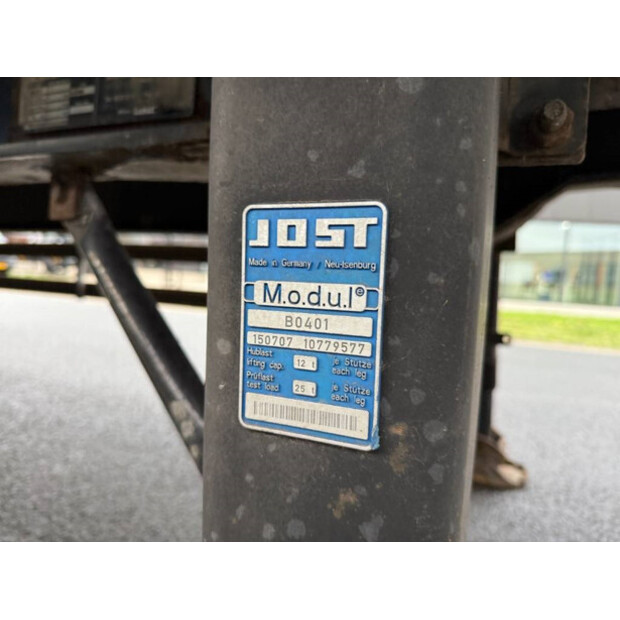 JOST
Made in Germany / Neu-Isenburg
M.o.d.u.l®
B0401
150707 10779577
Hublast 12 t je Stütze
lifting cap. each leg
Prüflast 25 t je Stütze
test load each leg